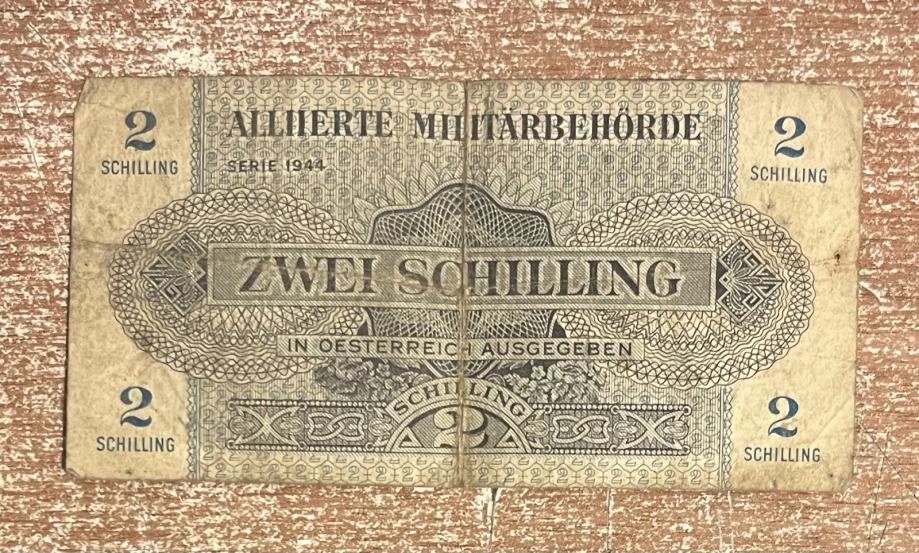 ALLIIERTE MILITÄRBEHÖRDE
2 SCHILLING
2 SCHILLING
SERIE 1944
ZWEI SCHILLING
IN OESTERREICH AUSGEGEBEN
SCHILLING
2
2 SCHILLING
2 SCHILLING